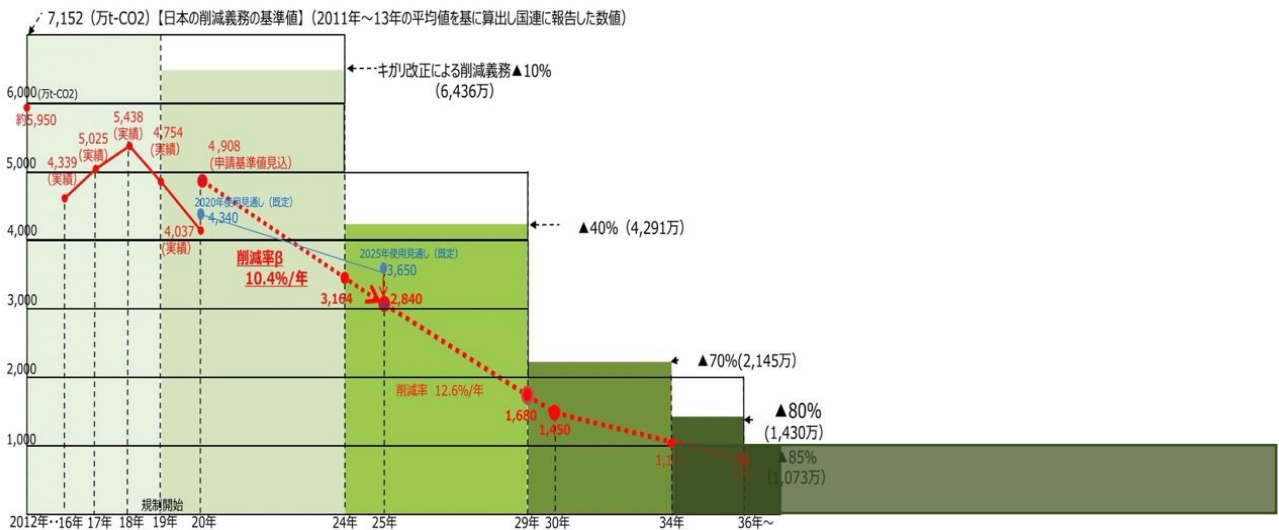 7,152（万t-CO2）【日本の削減義務の基準値】（2011年～13年の平均値を基に算出し国連に報告した数値）
キガリ改正による削減義務▲10%
（6,436万）
6,000（万t-CO2）
約5,950
5,438
（実績）
5,025
（実績）
4,754
（実績）
4,339
（実績）
4,908
（申請基準値見込）
5,000
2020年使用見通し（既定）
4,340
4,037
（実績）
▲40%（4,291万）
4,000
削減率β
10.4%/年
2025年使用見通し（既定）
3,650
3,164
2,840
3,000
▲70%(2,145万)
2,000
削減率 12.6%/年
1,680
1,450
▲80%
（1,430万）
1,000
▲85%
（1,073万）
規制開始
2012年‥16年 17年 18年 19年 20年 24年 25年 29年 30年 34年 36年～